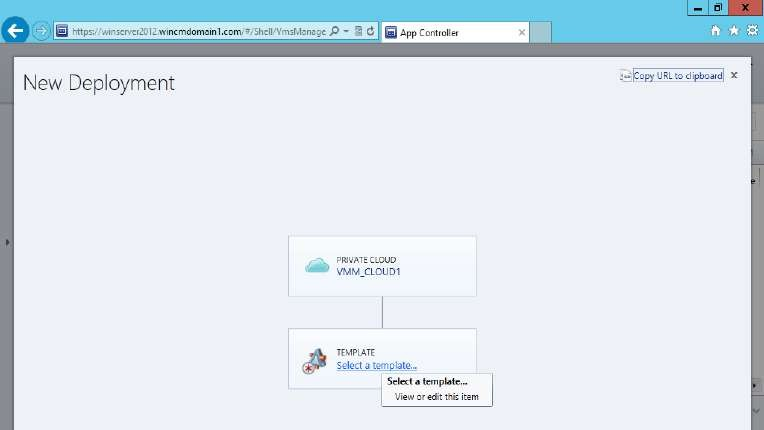 https://winserver2012.wincmdomain1.com/#/Shell/VmsManage
App Controller
New Deployment
Copy URL to clipboard
PRIVATE CLOUD
VMM_CLOUD1
TEMPLATE
Select a template...
Select a template...
View or edit this item